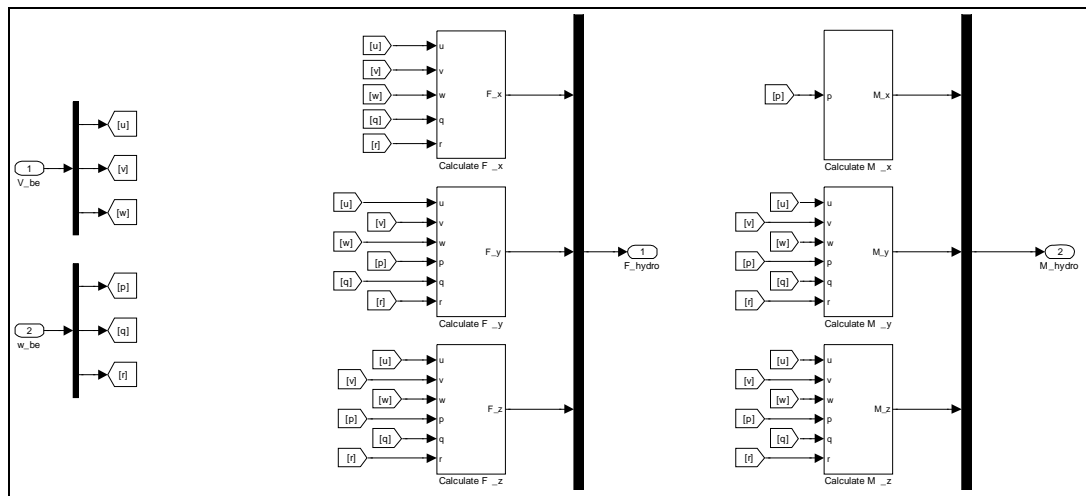 1
V_be
[u]
[v]
[w]
2
w_be
[p]
[q]
[r]
[u]
[v]
[w]
[q]
[r]
u
v
w
q
r
F_x
Calculate F _x
[u]
[v]
[w]
[p]
[q]
[r]
u
v
w
p
q
r
F_y
Calculate F _y
[u]
[v]
[w]
[p]
[q]
[r]
u
v
w
p
q
r
F_z
Calculate F _z
1
F_hydro
[p]
p
M_x
Calculate M _x
[u]
[v]
[w]
[p]
[q]
[r]
u
v
w
p
q
r
M_y
Calculate M _y
[u]
[v]
[w]
[p]
[q]
[r]
u
v
w
p
q
r
M_z
Calculate M _z
2
M_hydro